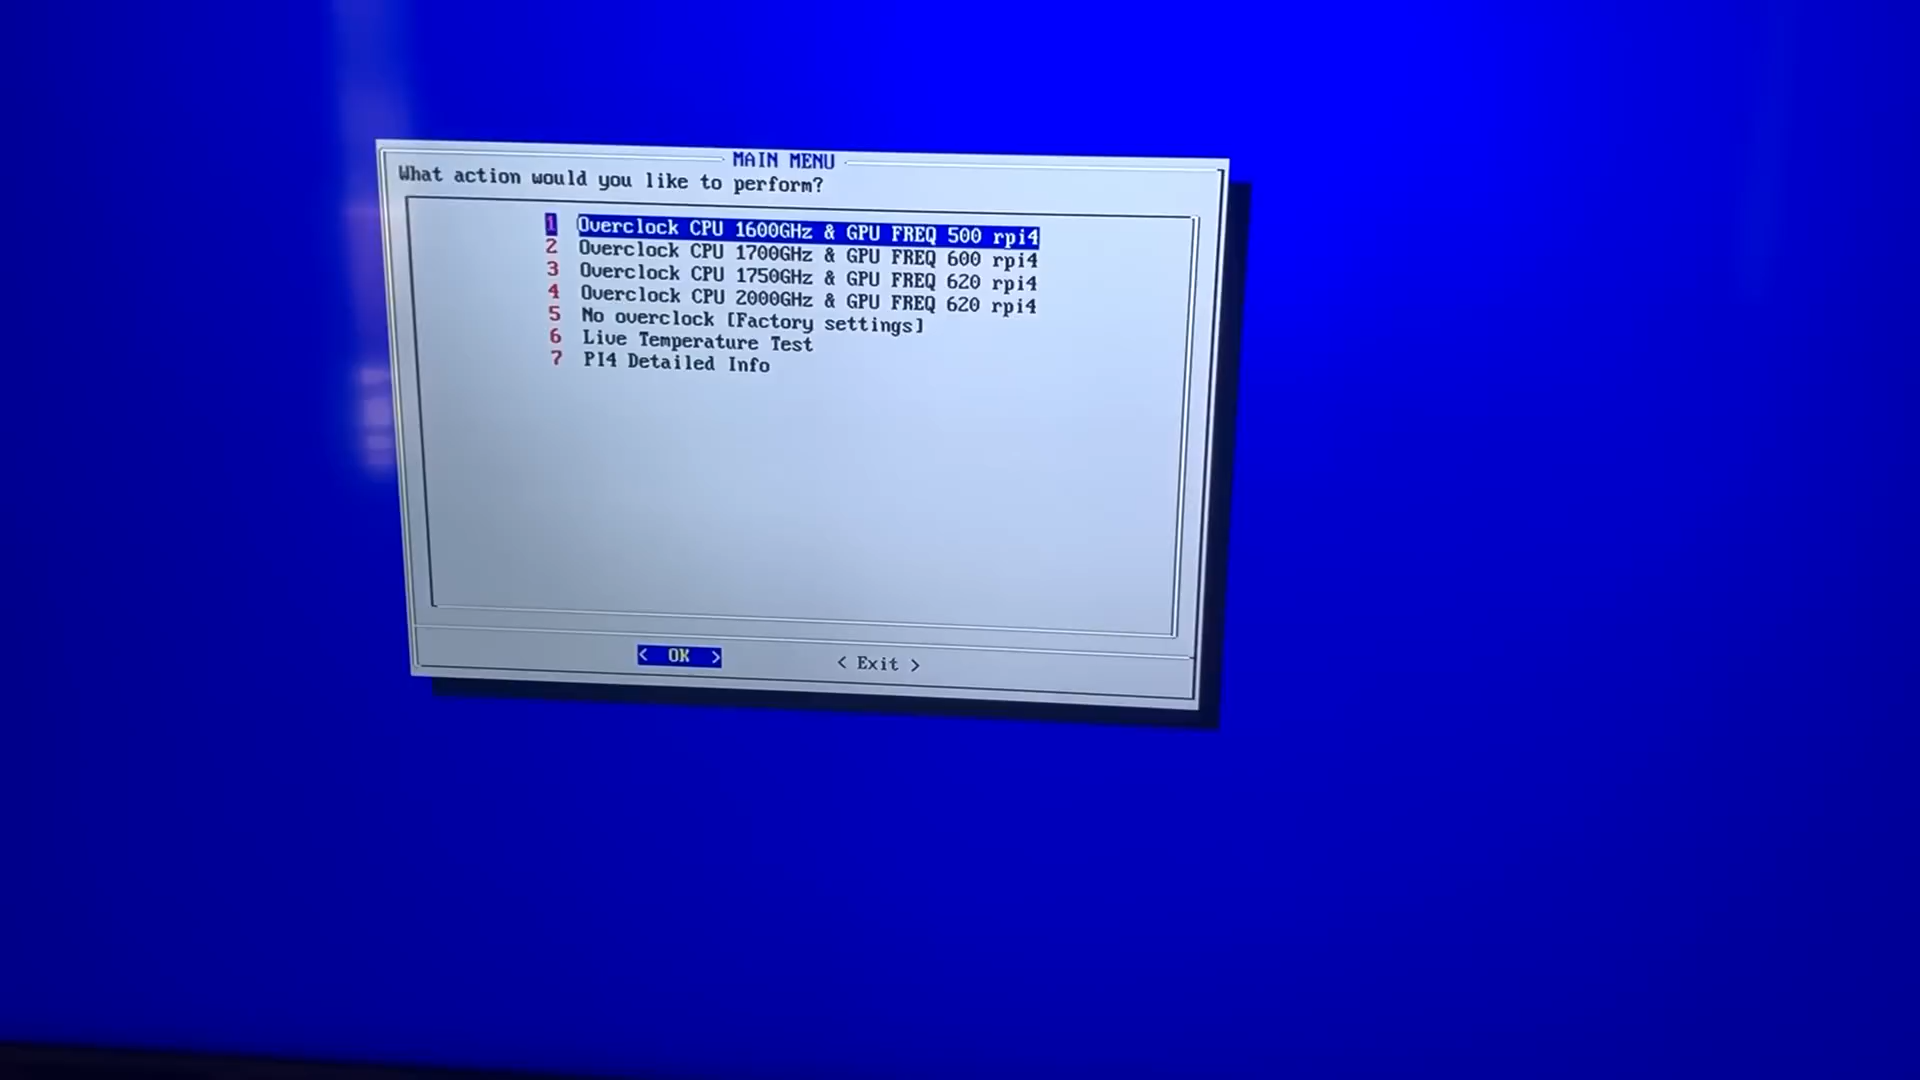 MAIN MENU
What action would you like to perform?
1 Overclock CPU 1600GHz & GPU FREQ 500 rpi4
2 Overclock CPU 1700GHz & GPU FREQ 600 rpi4
3 Overclock CPU 1750GHz & GPU FREQ 620 rpi4
4 Overclock CPU 2000GHz & GPU FREQ 620 rpi4
5 No overclock [Factory settings]
6 Live Temperature Test
7 PI4 Detailed Info
< OK > < Exit >